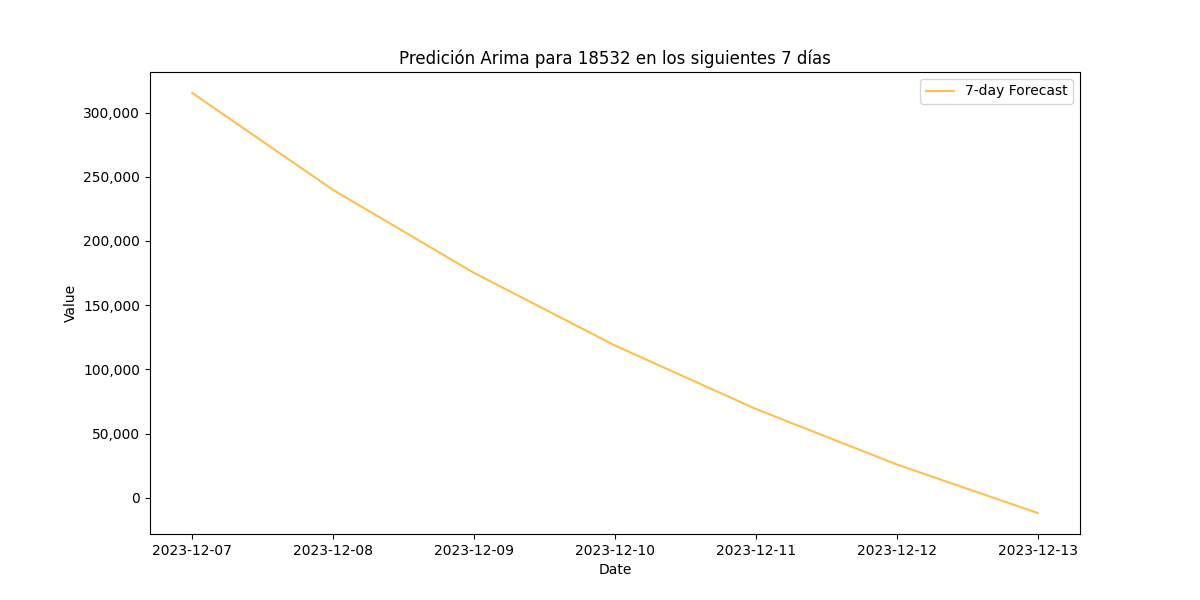 Predición Arima para 18532 en los siguientes 7 días
7-day Forecast
300,000
250,000
200,000
150,000
100,000
50,000
0
Value
2023-12-07 2023-12-08 2023-12-09 2023-12-10 2023-12-11 2023-12-12 2023-12-13
Date